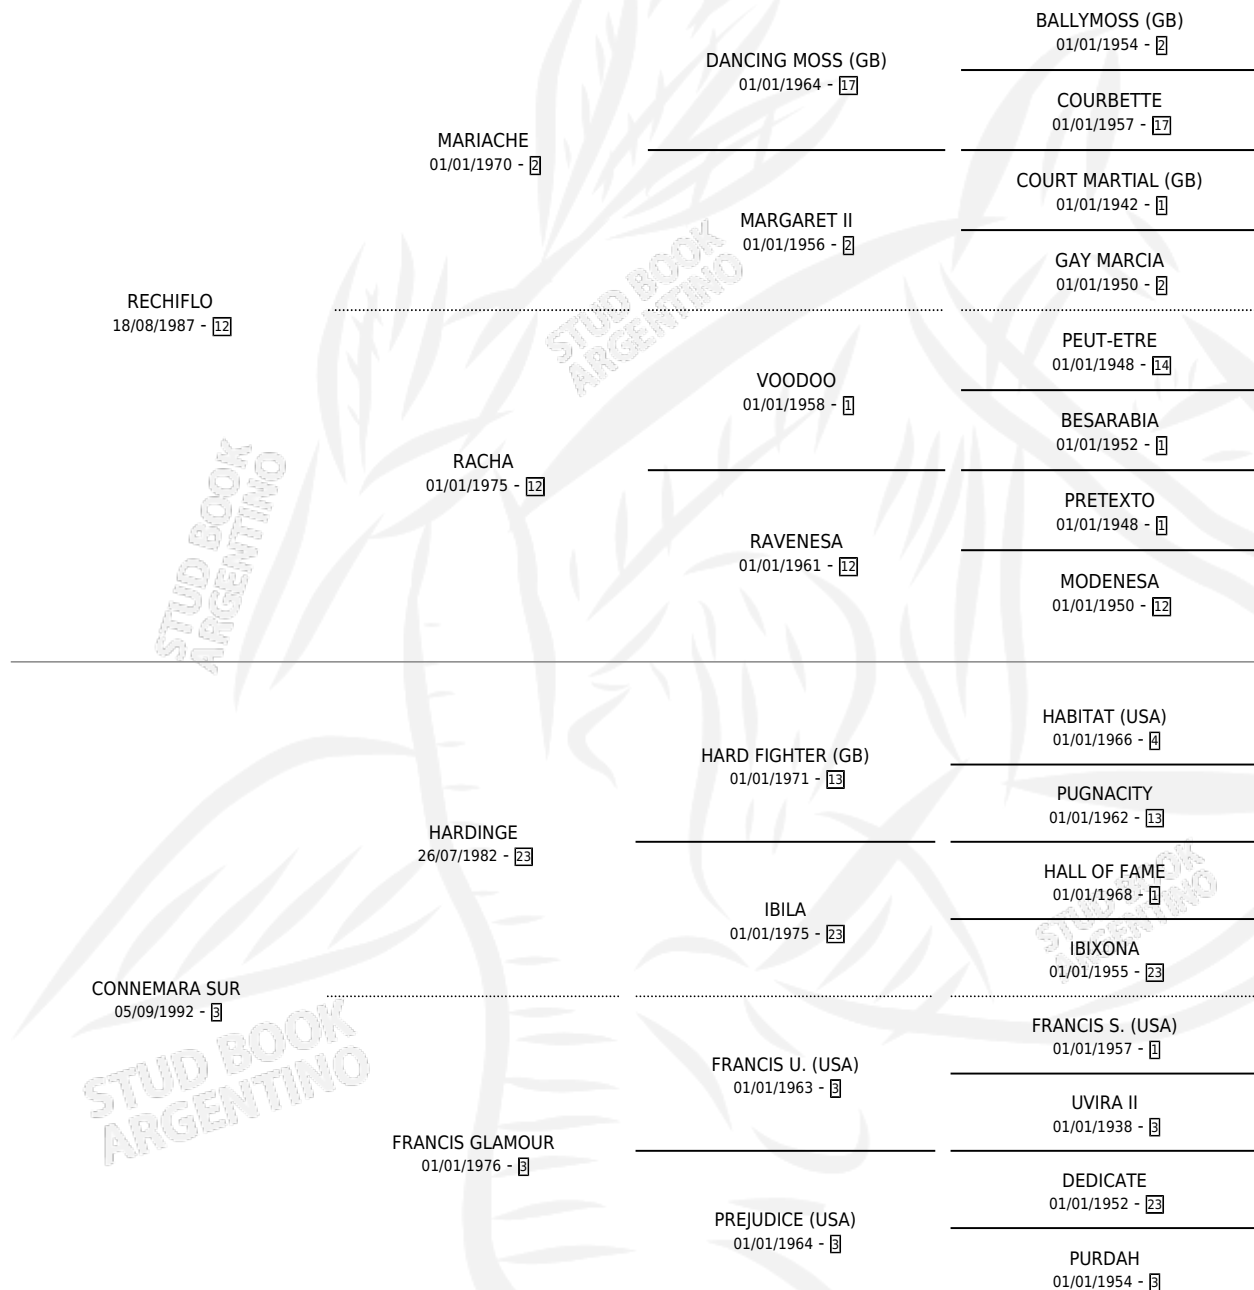 BALLYMOSS (GB)
01/01/1954 - 2
DANCING MOSS (GB)
01/01/1964 - 17
COURBETTE
01/01/1957 - 17
MARIACHE
01/01/1970 - 2
COURT MARTIAL (GB)
01/01/1942 - 1
MARGARET II
01/01/1956 - 2
GAY MARCIA
01/01/1950 - 2
RECHIFLO
18/08/1987 - 12
STUD BOOK
ARGENTINO
PEUT-ETRE
01/01/1948 - 14
VOODOO
01/01/1958 - 1
BESARABIA
01/01/1952 - 1
RACHA
01/01/1975 - 12
STUD BOOK
ARGENTINO
PRETEXTO
01/01/1948 - 1
RAVENESA
01/01/1961 - 12
MODENESA
01/01/1950 - 12
HABITAT (USA)
01/01/1966 - 4
HARD FIGHTER (GB)
01/01/1971 - 13
PUGNACITY
01/01/1962 - 13
HARDINGE
26/07/1982 - 23
HALL OF FAME
01/01/1968 - 1
STUD BOOK
ARGENTINO
IBILA
01/01/1975 - 23
IBIXONA
01/01/1955 - 23
CONNEMARA SUR
05/09/1992 - 3
STUD BOOK
ARGENTINO
FRANCIS S. (USA)
01/01/1957 - 1
FRANCIS U. (USA)
01/01/1963 - 3
UVIRA II
01/01/1938 - 3
FRANCIS GLAMOUR
01/01/1976 - 3
DEDICATE
01/01/1952 - 23
PREJUDICE (USA)
01/01/1964 - 3
PURDAH
01/01/1954 - 3